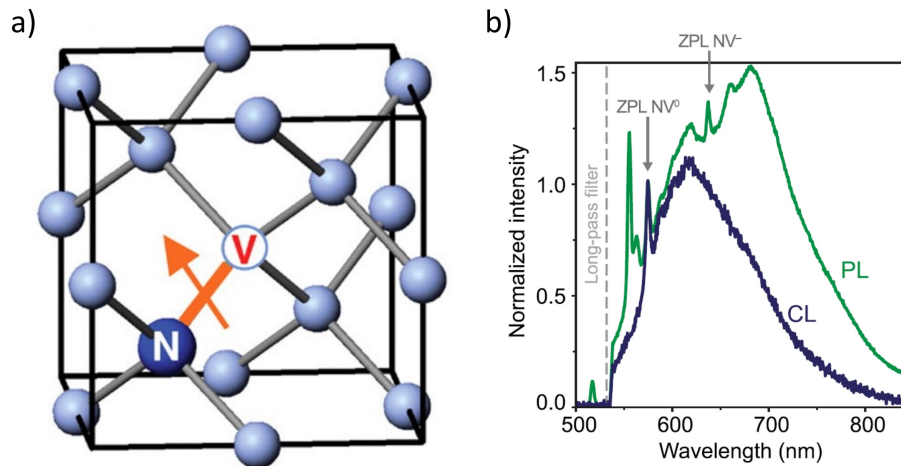 a)
V
N
b)
ZPL NV⁻
ZPL NV⁰
Long-pass filter
PL
CL
Normalized intensity
1.5
1.0
0.5
0.0
500
600
700
800
Wavelength (nm)